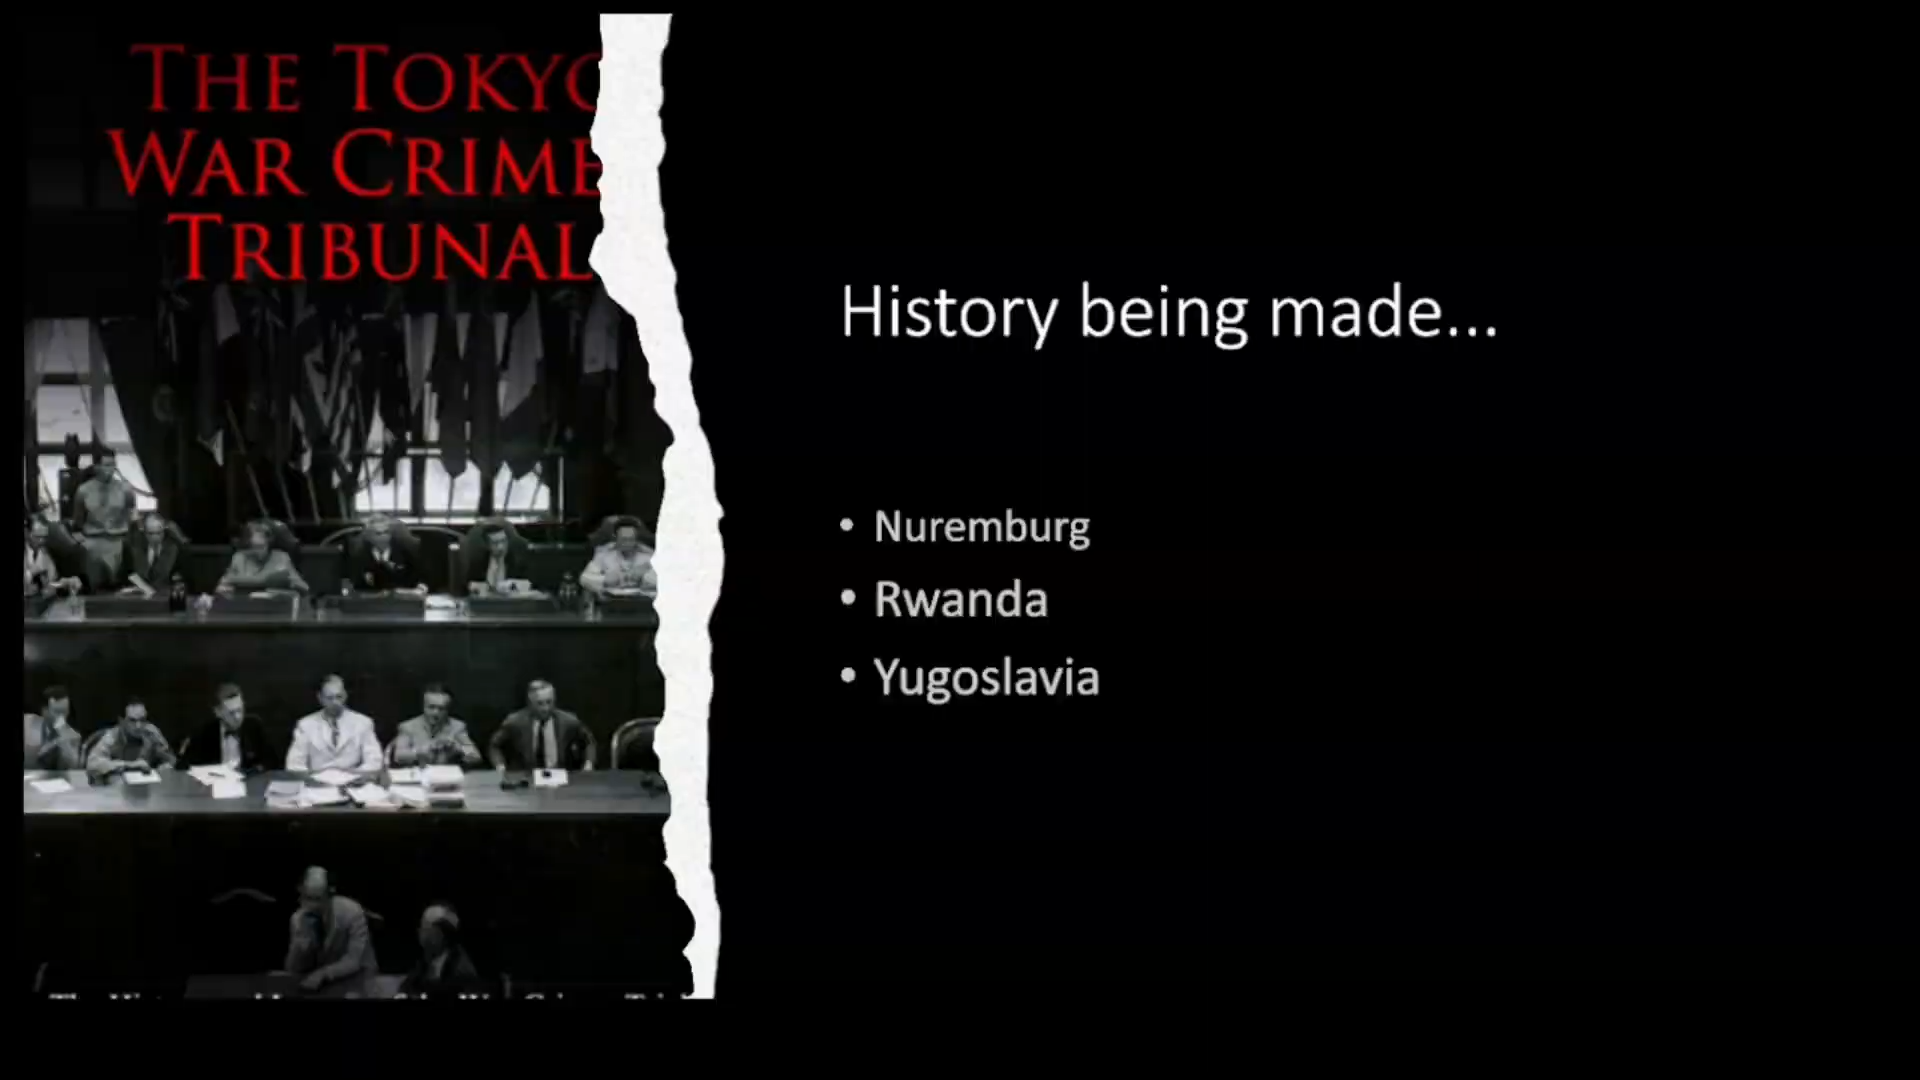 THE TOKYO
WAR CRIME
TRIBUNAL
History being made...
• Nuremburg
• Rwanda
• Yugoslavia